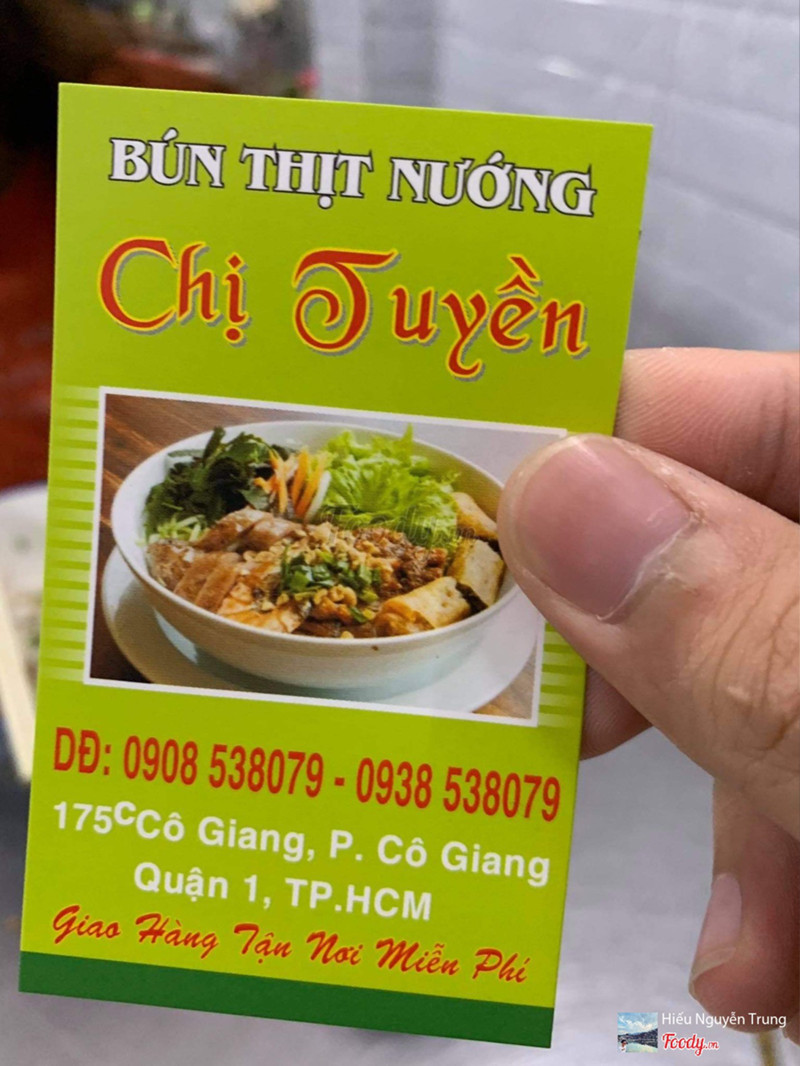 BÚN THỊT NƯỚNG
Chị Tuyền
DĐ: 0908 538079 - 0938 538079
175C Cô Giang, P. Cô Giang
Quận 1, TP.HCM
Giao Hàng Tận Nơi Miễn Phí
Hiếu Nguyễn Trung
Foody.vn